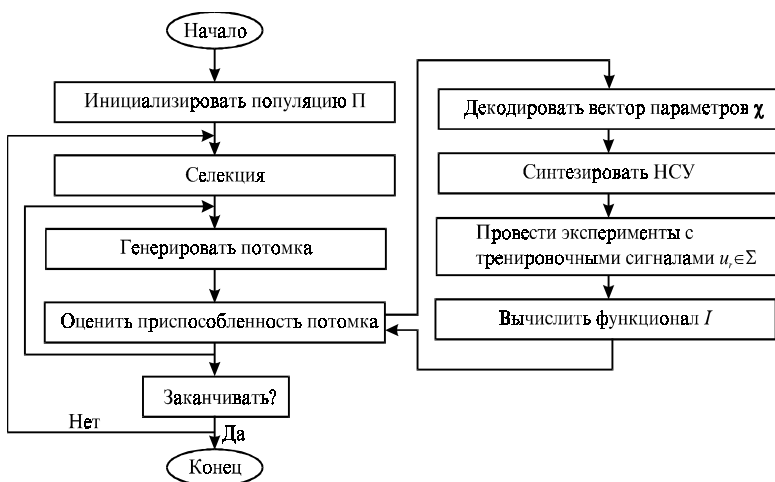 Начало
Инициализировать популяцию П
Селекция
Генерировать потомка
Оценить приспособленность потомка
Заканчивать?
Нет
Да
Конец
Декодировать вектор параметров χ
Синтезировать НСУ
Провести эксперименты с
тренировочными сигналами uᵣ∈Σ
Вычислить функционал I